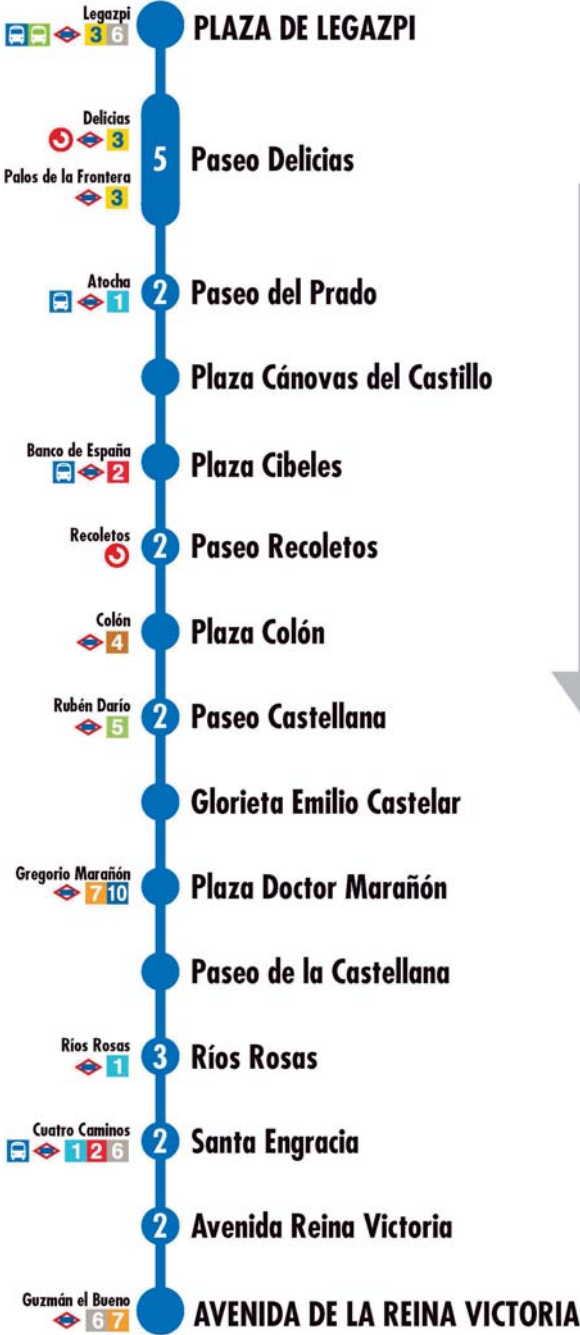 Legazpi
3 6
PLAZA DE LEGAZPI
Delicias
3
Palos de la Frontera
3
5
Paseo Delicias
Atocha
1
2
Paseo del Prado
Plaza Cánovas del Castillo
Banco de España
2
Plaza Cibeles
Recoletos
2
Paseo Recoletos
Colón
4
Plaza Colón
Rubén Darío
5
2
Paseo Castellana
Glorieta Emilio Castelar
Gregorio Marañón
7 10
Plaza Doctor Marañón
Paseo de la Castellana
Ríos Rosas
1
3
Ríos Rosas
Cuatro Caminos
1 2 6
2
Santa Engracia
2
Avenida Reina Victoria
Guzmán el Bueno
6 7
AVENIDA DE LA REINA VICTORIA